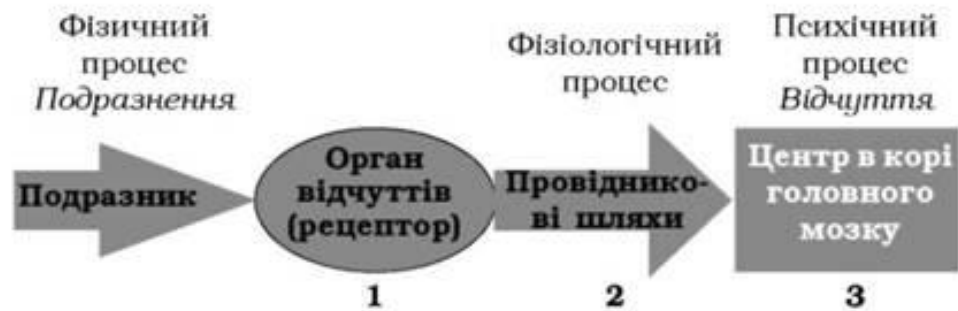 Фізичний
процес
Подразнення
Фізіологічний
процес
Психічний
процес
Відчуття
Подразник
Орган
відчуттів
(рецептор)
Провіднико-
ві шляхи
Центр в корі
головного
мозку
1
2
3